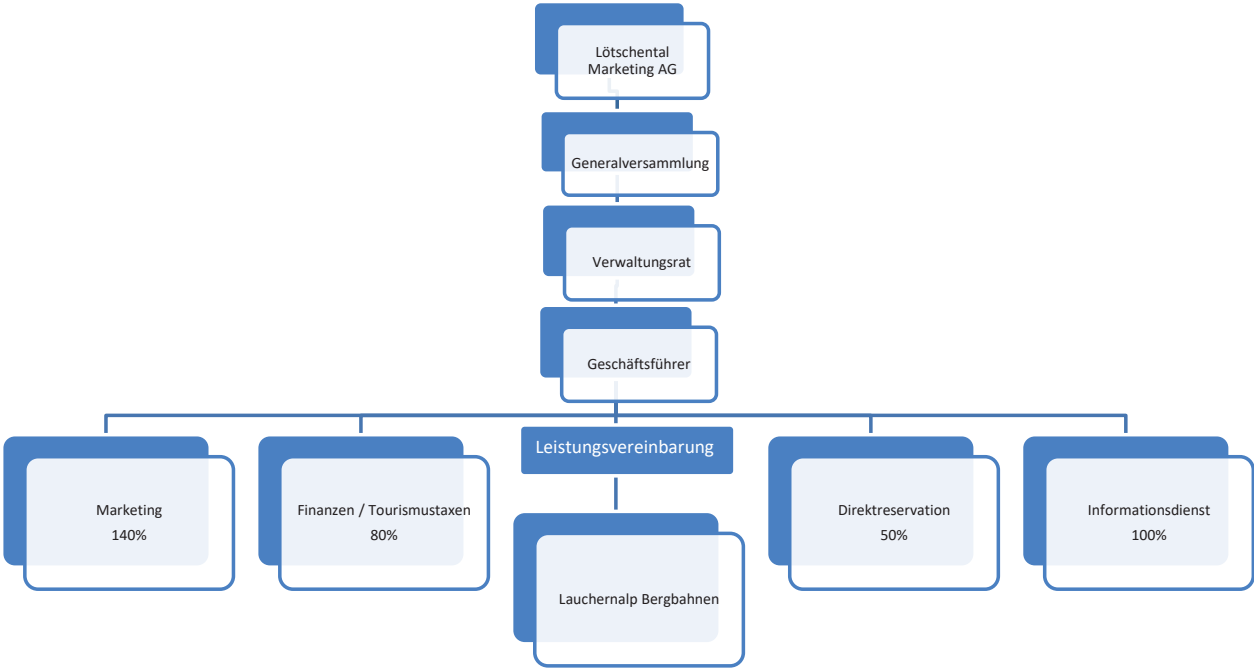 Lötschental
Marketing AG
Generalversammlung
Verwaltungsrat
Geschäftsführer
Marketing
140%
Finanzen / Tourismustaxen
80%
Leistungsvereinbarung
Lauchernalp Bergbahnen
Direktreservation
50%
Informationsdienst
100%